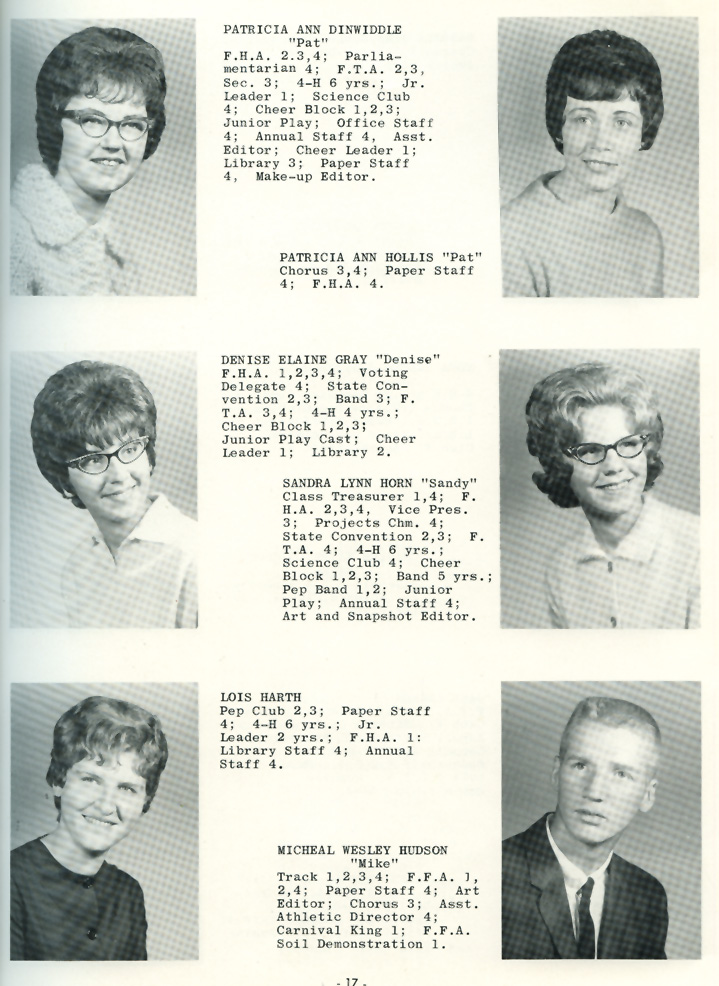 PATRICIA ANN DINWIDDLE
"Pat"
F.H.A. 2.3,4; Parlia-
mentarian 4; F.T.A. 2,3,
Sec. 3; 4-H 6 yrs.; Jr.
Leader 1; Science Club
4; Cheer Block 1,2,3;
Junior Play; Office Staff
4; Annual Staff 4, Asst.
Editor; Cheer Leader 1;
Library 3; Paper Staff
4, Make-up Editor.
PATRICIA ANN HOLLIS "Pat"
Chorus 3,4; Paper Staff
4; F.H.A. 4.
DENISE ELAINE GRAY "Denise"
F.H.A. 1,2,3,4; Voting
Delegate 4; State Con-
vention 2,3; Band 3; F.
T.A. 3,4; 4-H 4 yrs.;
Cheer Block 1,2,3;
Junior Play Cast; Cheer
Leader 1; Library 2.
SANDRA LYNN HORN "Sandy"
Class Treasurer 1,4; F.
H.A. 2,3,4, Vice Pres.
3; Projects Chm. 4;
State Convention 2,3; F.
T.A. 4; 4-H 6 yrs.;
Science Club 4; Cheer
Block 1,2,3; Band 5 yrs.;
Pep Band 1,2; Junior
Play; Annual Staff 4;
Art and Snapshot Editor.
LOIS HARTH
Pep Club 2,3; Paper Staff
4; 4-H 6 yrs.; Jr.
Leader 2 yrs.; F.H.A. 1:
Library Staff 4; Annual
Staff 4.
MICHEAL WESLEY HUDSON
"Mike"
Track 1,2,3,4; F.F.A. 1,
2,4; Paper Staff 4; Art
Editor; Chorus 3; Asst.
Athletic Director 4;
Carnival King 1; F.F.A.
Soil Demonstration 1.
- 17 -